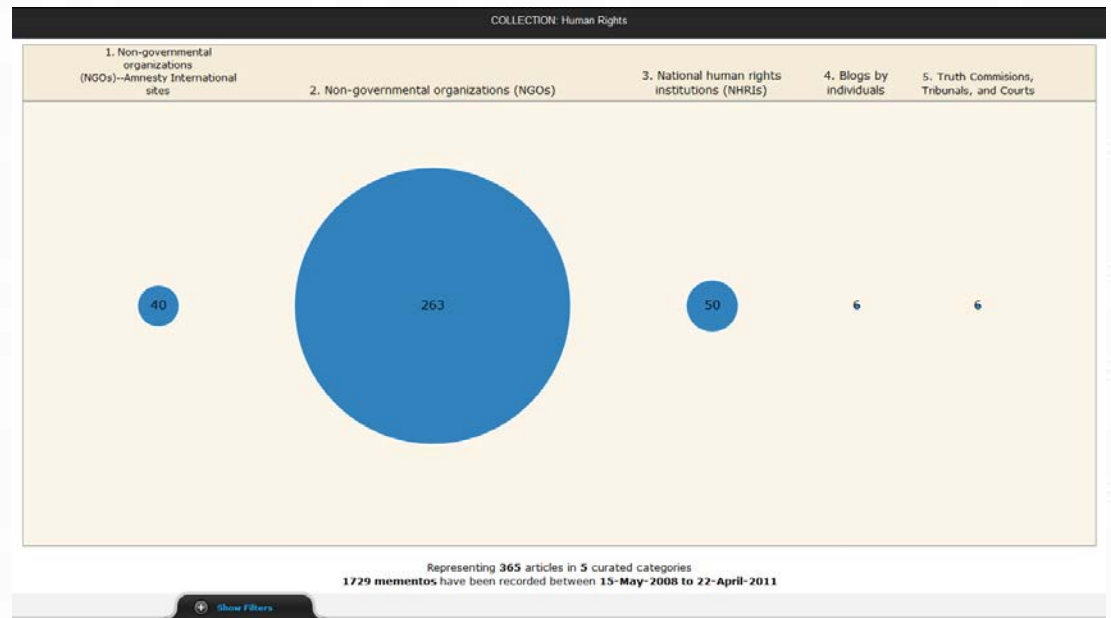 COLLECTION: Human Rights
1. Non-governmental
organizations
(NGOs)--Amnesty International
sites
2. Non-governmental organizations (NGOs)
3. National human rights
institutions (NHRIs)
4. Blogs by
individuals
5. Truth Commisions,
Tribunals, and Courts
40
263
50
6
6
Representing 365 articles in 5 curated categories
1729 mementos have been recorded between 15-May-2008 to 22-April-2011
Show Filters